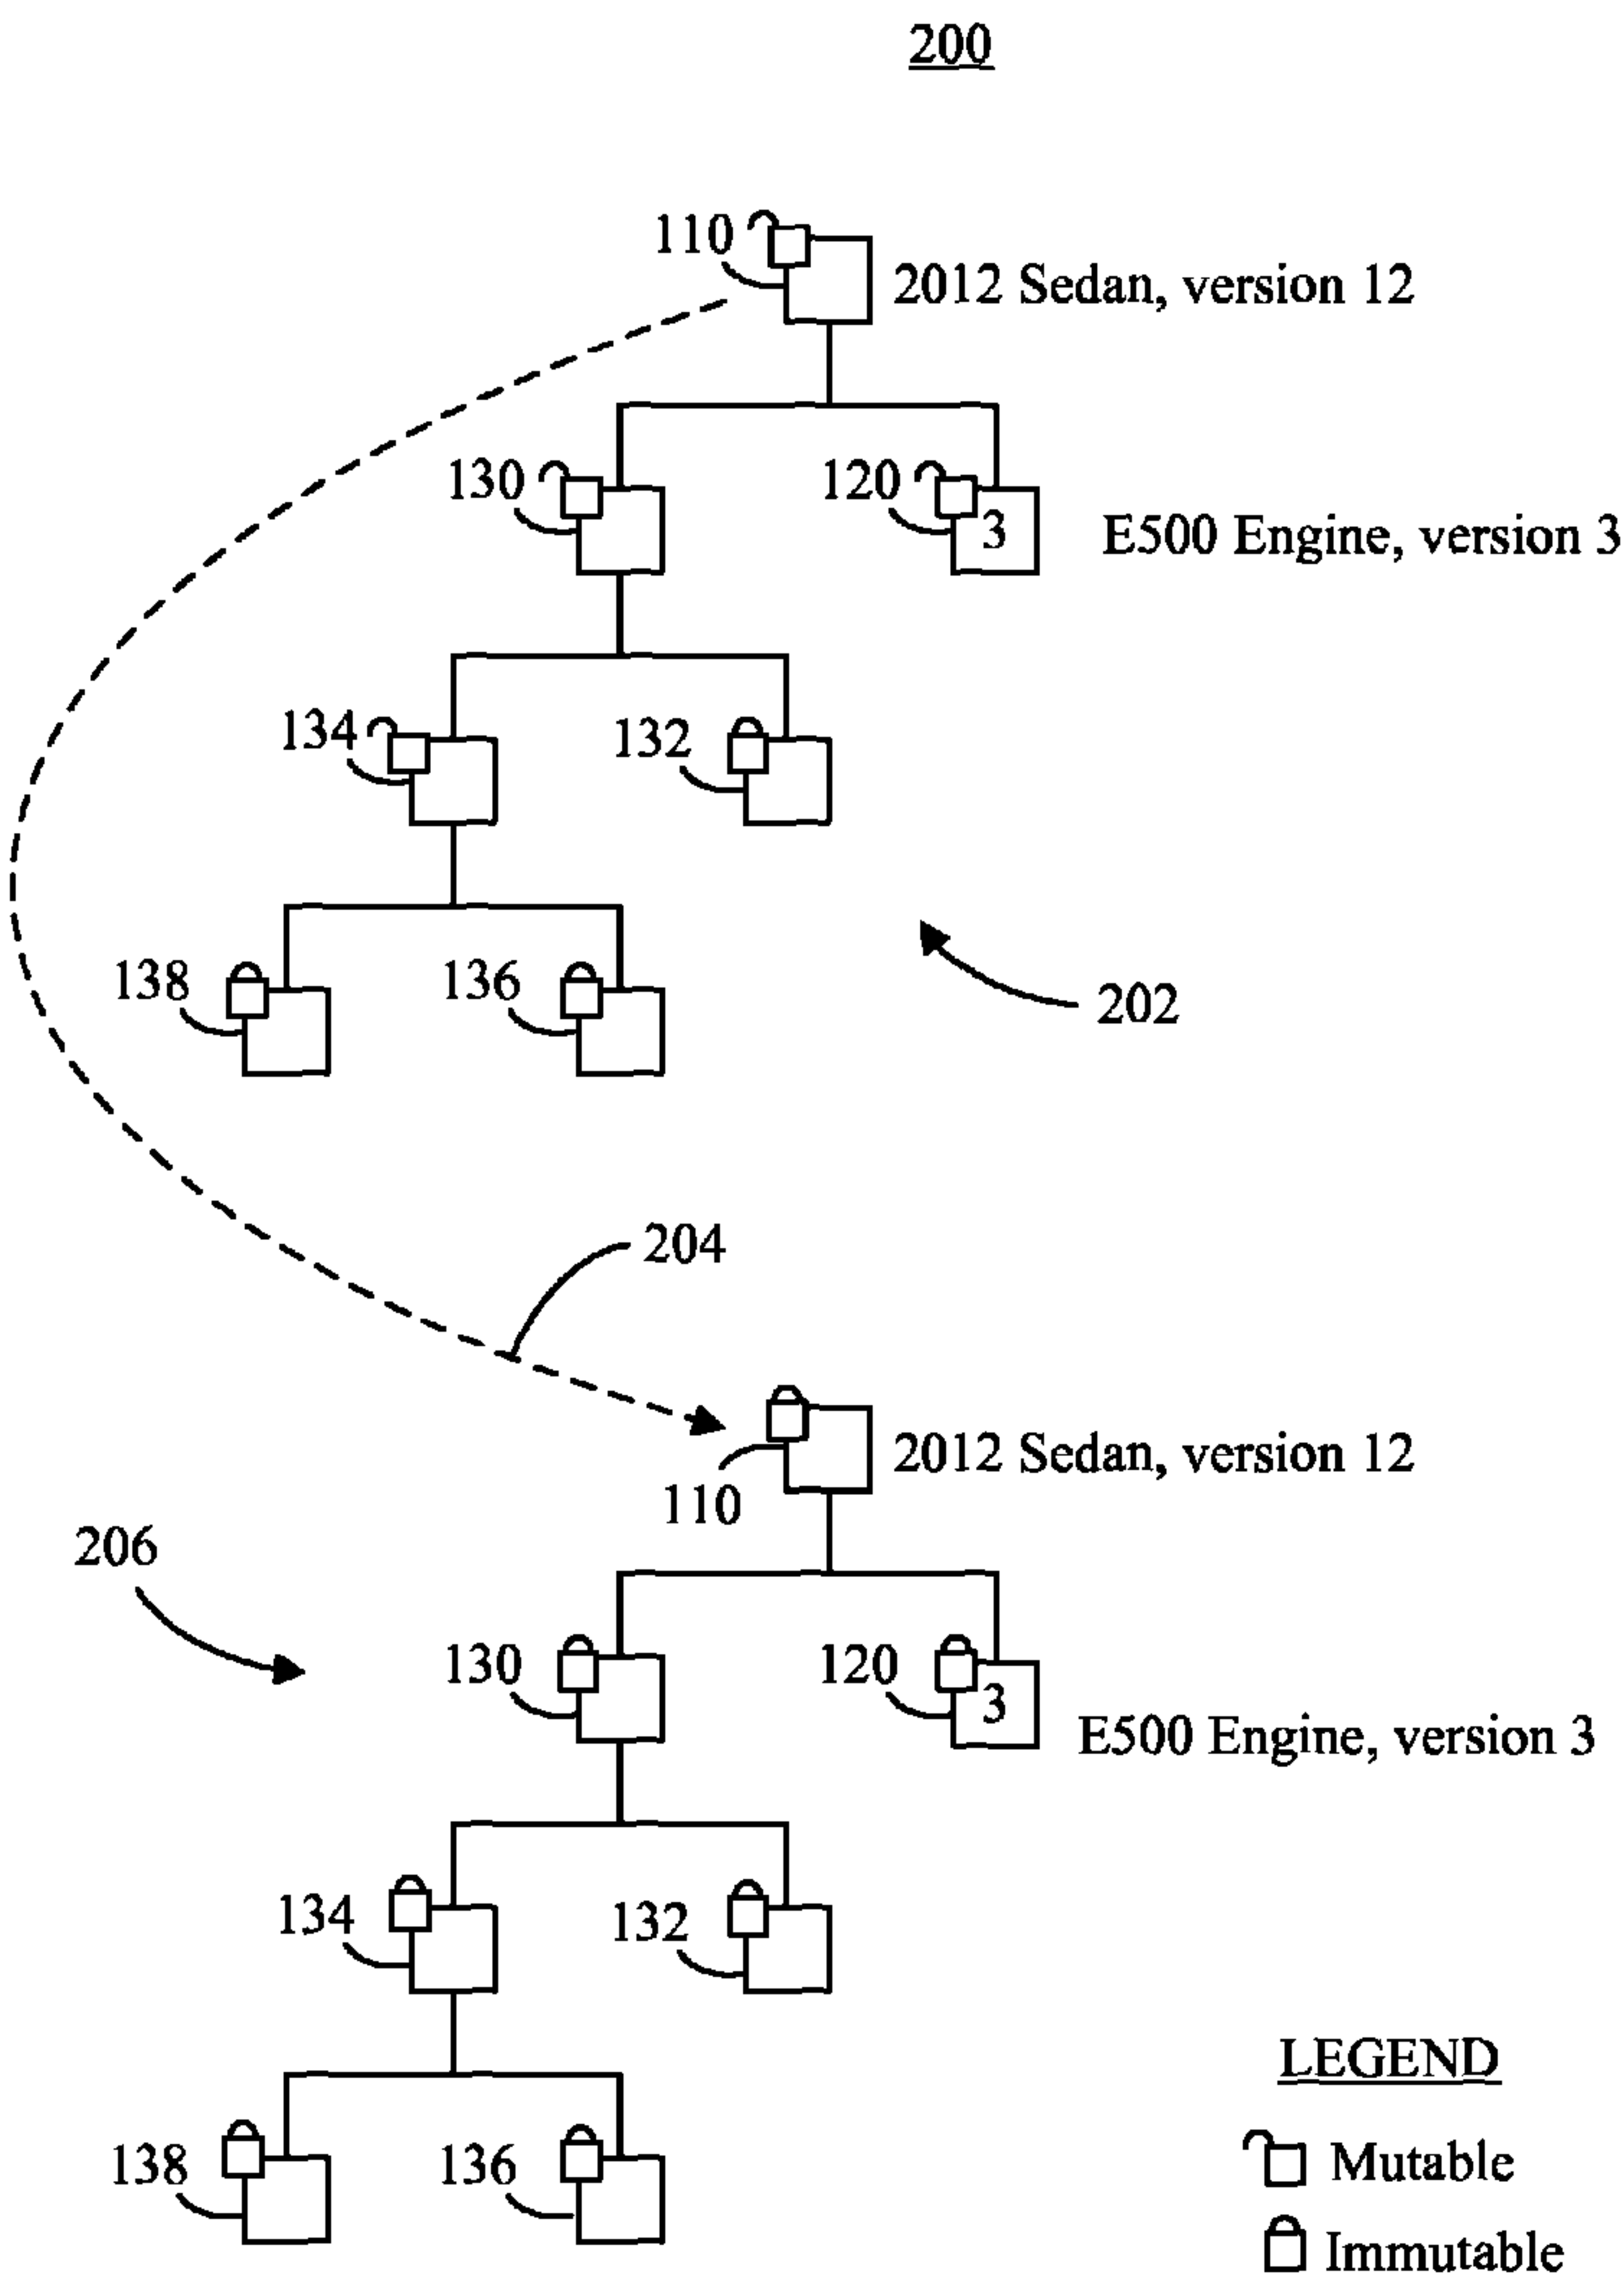 200
110
2012 Sedan, version 12
130
120
3
E500 Engine, version 3
134
132
138
136
202
204
2012 Sedan, version 12
110
206
130
120
3
E500 Engine, version 3
134
132
LEGEND
138
136
Mutable
Immutable